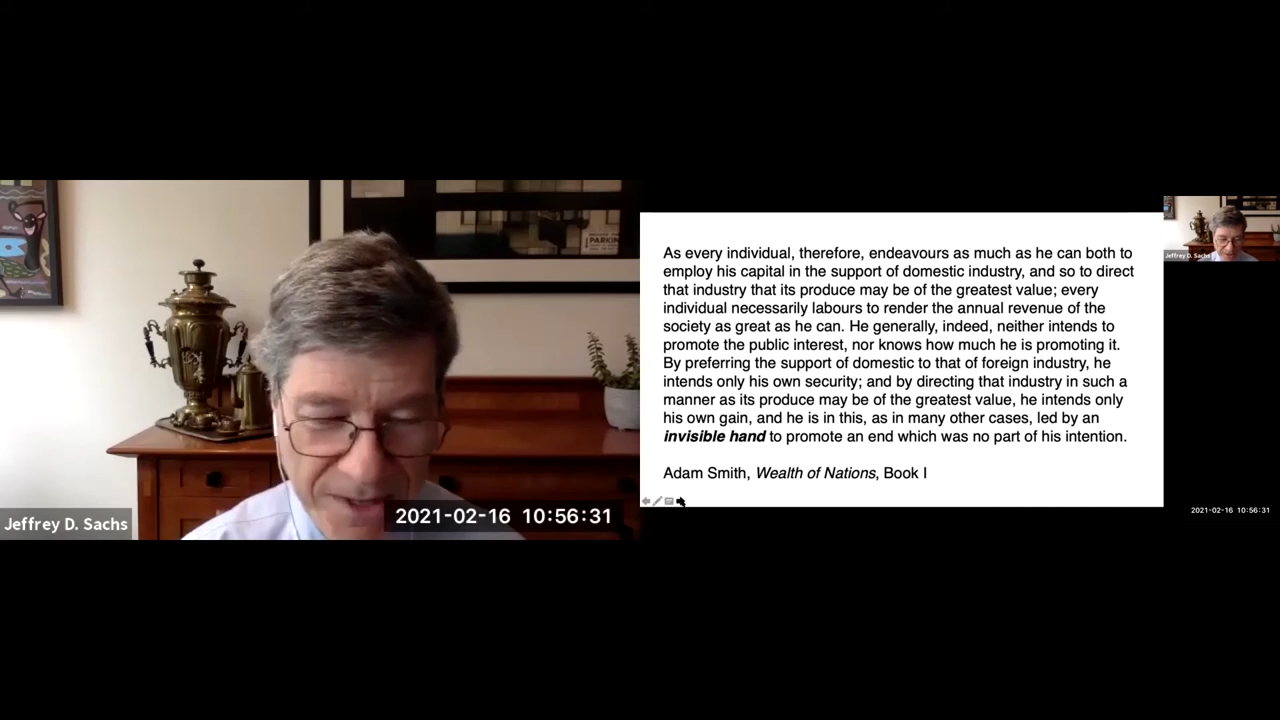 PARKIN
Jeffrey D. Sachs
2021-02-16 10:56:31
As every individual, therefore, endeavours as much as he can both to
employ his capital in the support of domestic industry, and so to direct
that industry that its produce may be of the greatest value; every
individual necessarily labours to render the annual revenue of the
society as great as he can. He generally, indeed, neither intends to
promote the public interest, nor knows how much he is promoting it.
By preferring the support of domestic to that of foreign industry, he
intends only his own security; and by directing that industry in such a
manner as its produce may be of the greatest value, he intends only
his own gain, and he is in this, as in many other cases, led by an
invisible hand to promote an end which was no part of his intention.
Adam Smith, Wealth of Nations, Book I
Jeffrey D. Sachs
2021-02-16 10:56:31